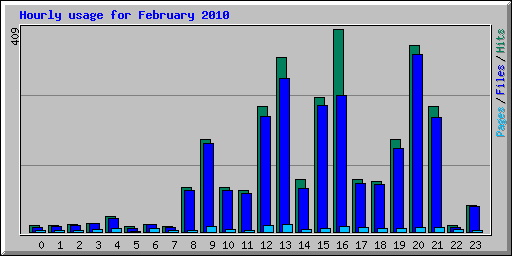 Hourly usage for February 2010
409
Pages / Files / Hits
0 1 2 3 4 5 6 7 8 9 10 11 12 13 14 15 16 17 18 19 20 21 22 23